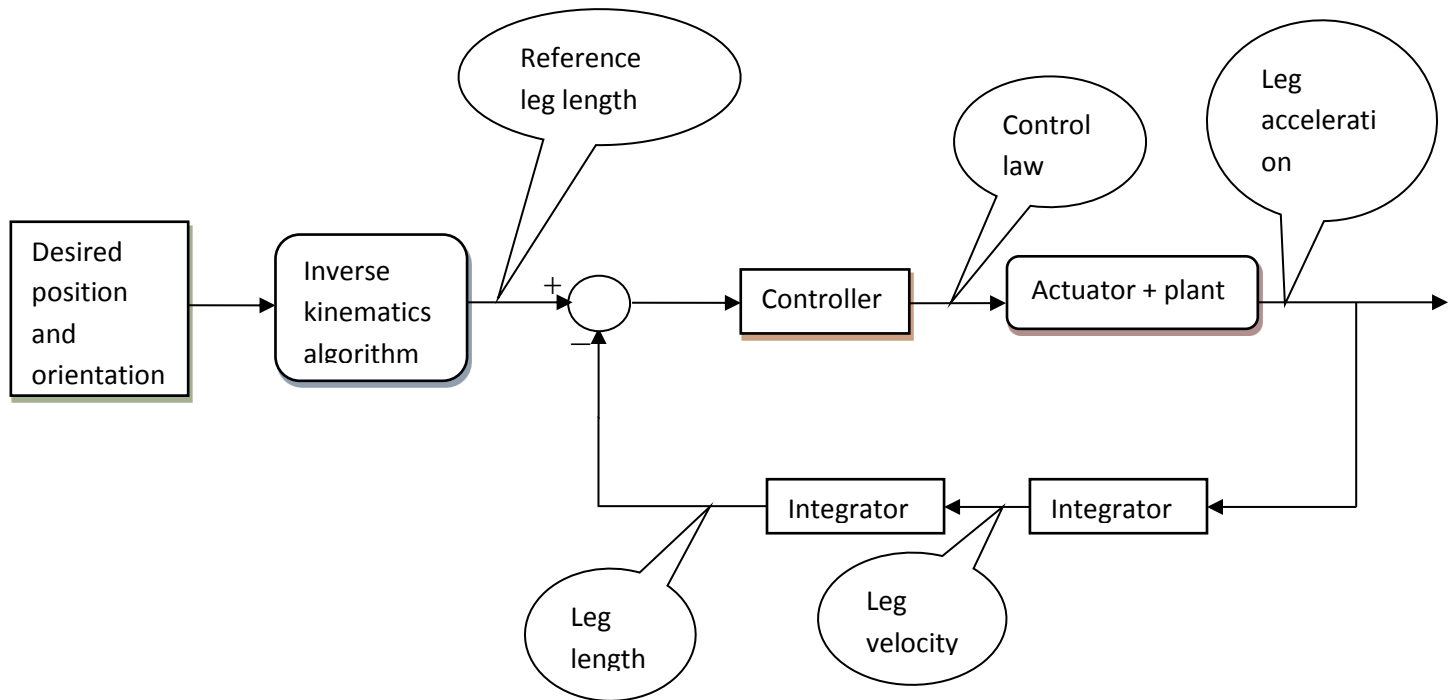 Reference
leg length
Control
law
Leg
accelerati
on
Desired
position
and
orientation
Inverse
kinematics
algorithm
+
−
Controller
Actuator + plant
Integrator
Integrator
Leg
length
Leg
velocity